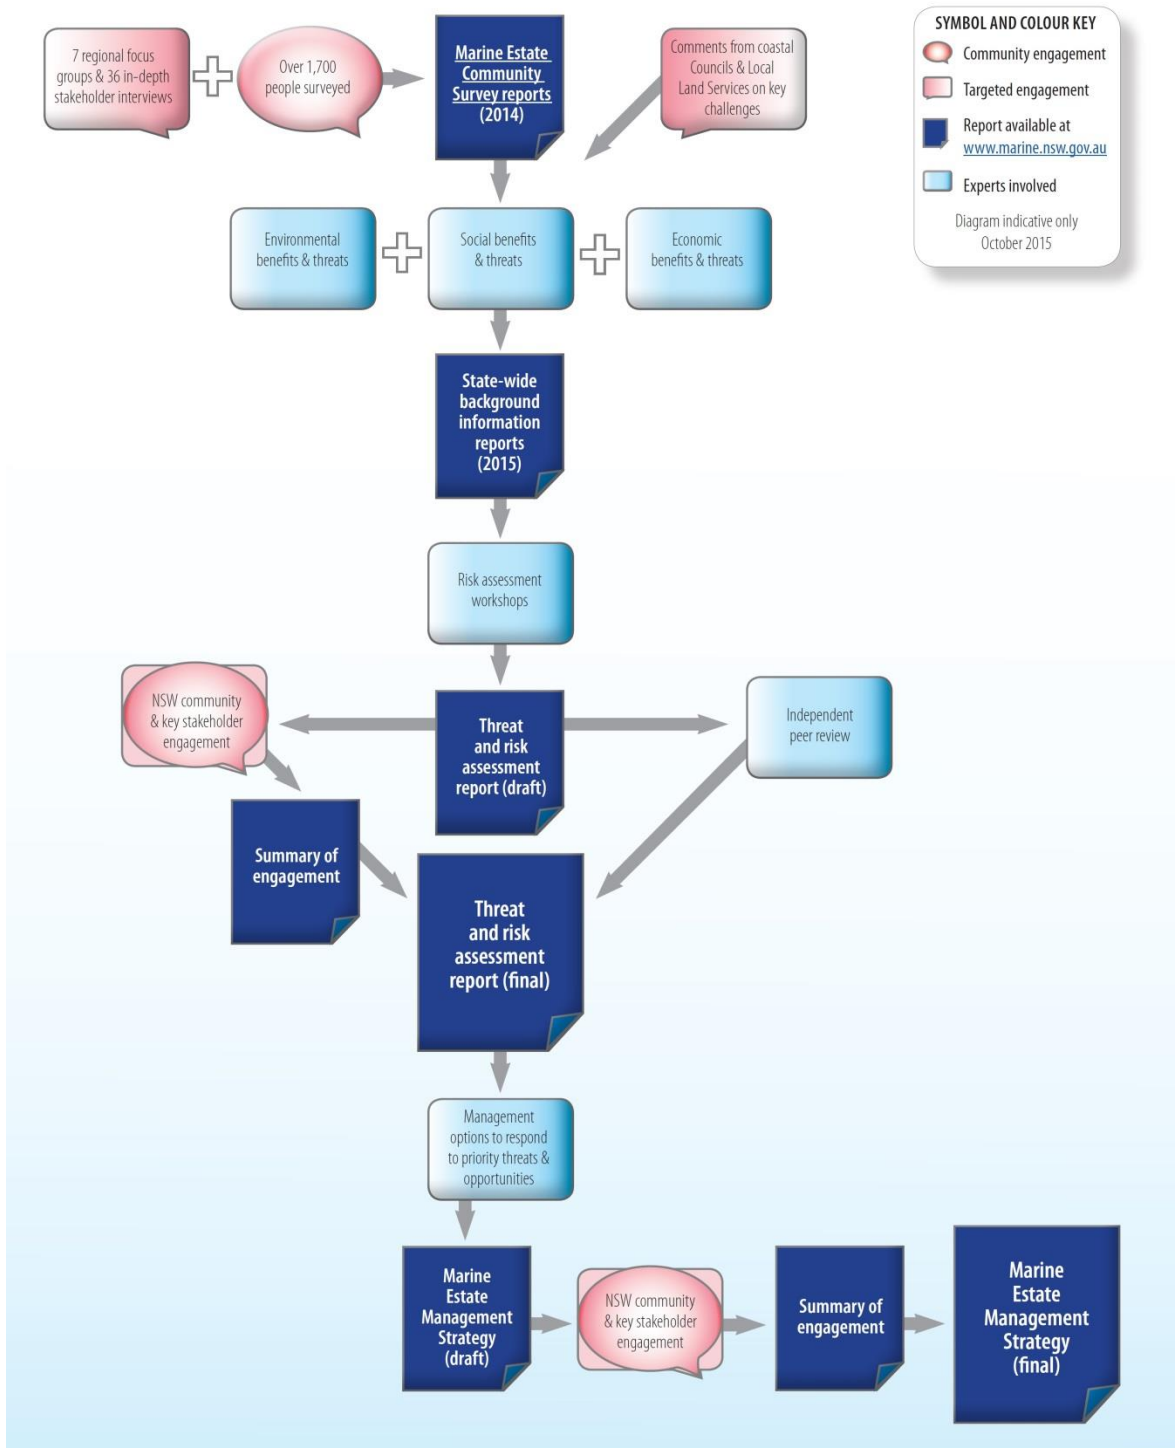 7 regional focus
groups & 36 in-depth
stakeholder interviews
Over 1,700
people surveyed
Marine Estate
Community
Survey reports
(2014)
Comments from coastal
Councils & Local
Land Services on key
challenges
SYMBOL AND COLOUR KEY
Community engagement
Targeted engagement
Report available at
www.marine.nsw.gov.au
Experts involved
Diagram indicative only
October 2015
Environmental
benefits & threats
Social benefits
& threats
Economic
benefits & threats
State-wide
background
information
reports
(2015)
Risk assessment
workshops
NSW community
& key stakeholder
engagement
Threat
and risk
assessment
report (draft)
Independent
peer review
Summary of
engagement
Threat
and risk
assessment
report (final)
Management
options to respond
to priority threats &
opportunities
Marine
Estate
Management
Strategy
(draft)
NSW community
& key stakeholder
engagement
Summary of
engagement
Marine
Estate
Management
Strategy
(final)